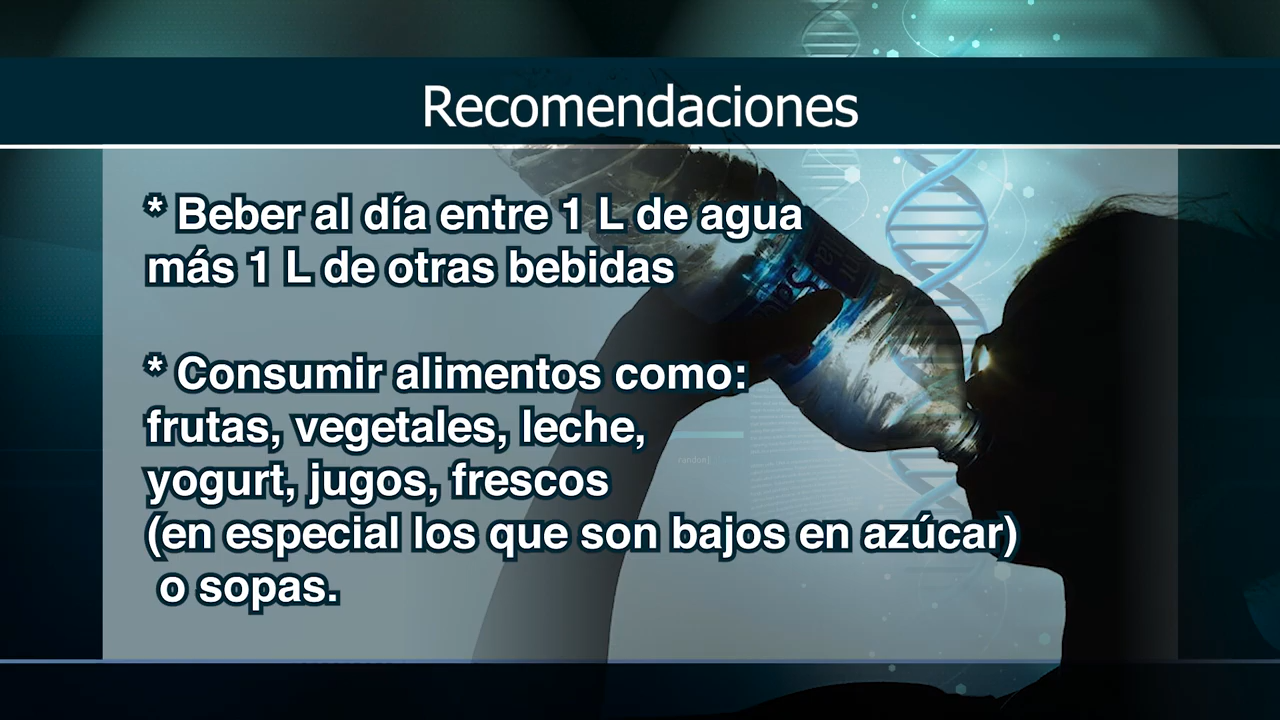 Recomendaciones
* Beber al día entre 1 L de agua
más 1 L de otras bebidas
* Consumir alimentos como:
frutas, vegetales, leche,
yogurt, jugos, frescos
(en especial los que son bajos en azúcar)
o sopas.
random|